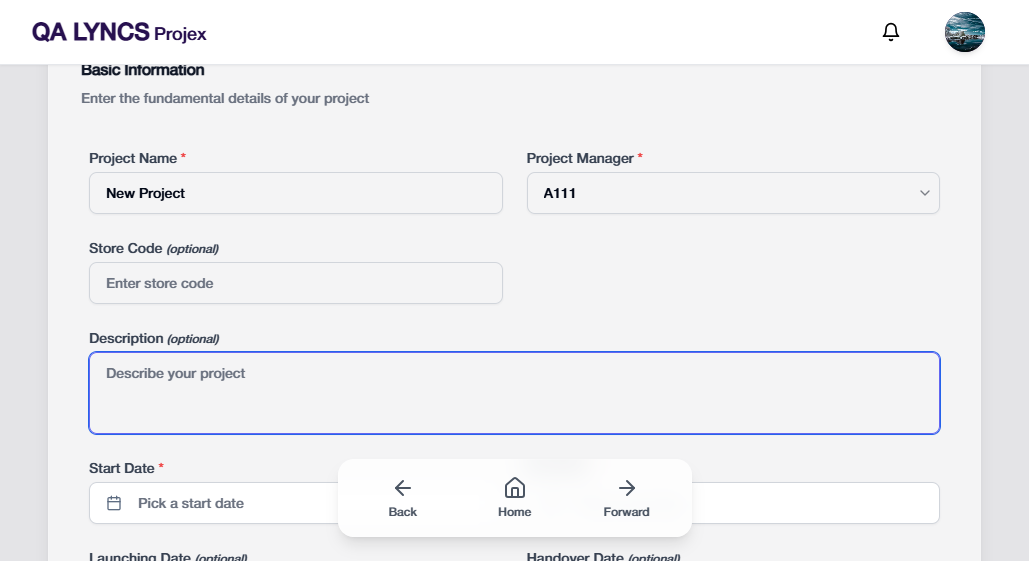 QA LYNCS Projex
Basic Information
Enter the fundamental details of your project
Project Name *
Project Manager *
New Project
A111
Store Code (optional)
Enter store code
Description (optional)
Describe your project
Start Date *
Pick a start date
Back
Home
Forward
Launching Date (optional)
Handover Date (optional)